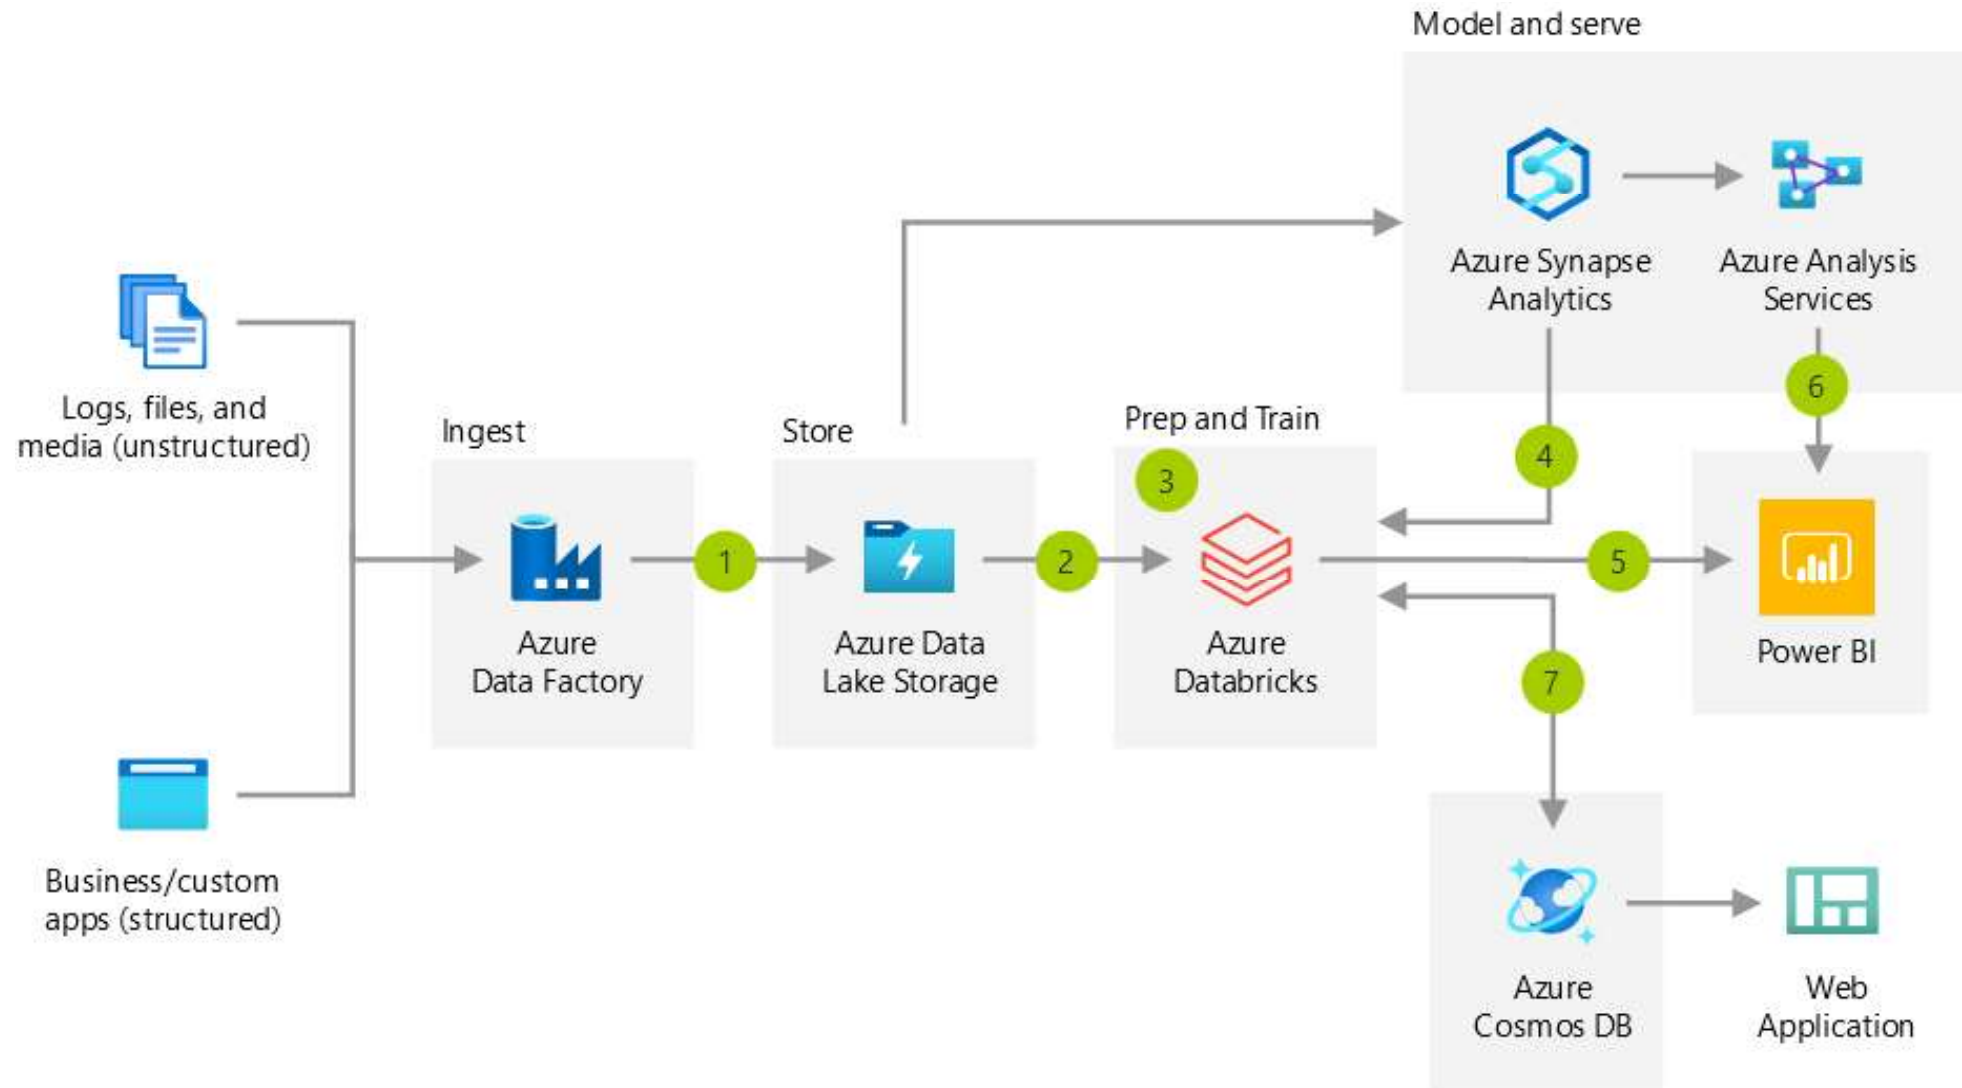 Model and serve
Azure Synapse
Analytics
Azure Analysis
Services
Logs, files, and
media (unstructured)
Ingest
Store
Prep and Train
6
4
3
1
2
5
Azure
Data Factory
Azure Data
Lake Storage
Azure
Databricks
Power BI
7
Business/custom
apps (structured)
Azure
Cosmos DB
Web
Application